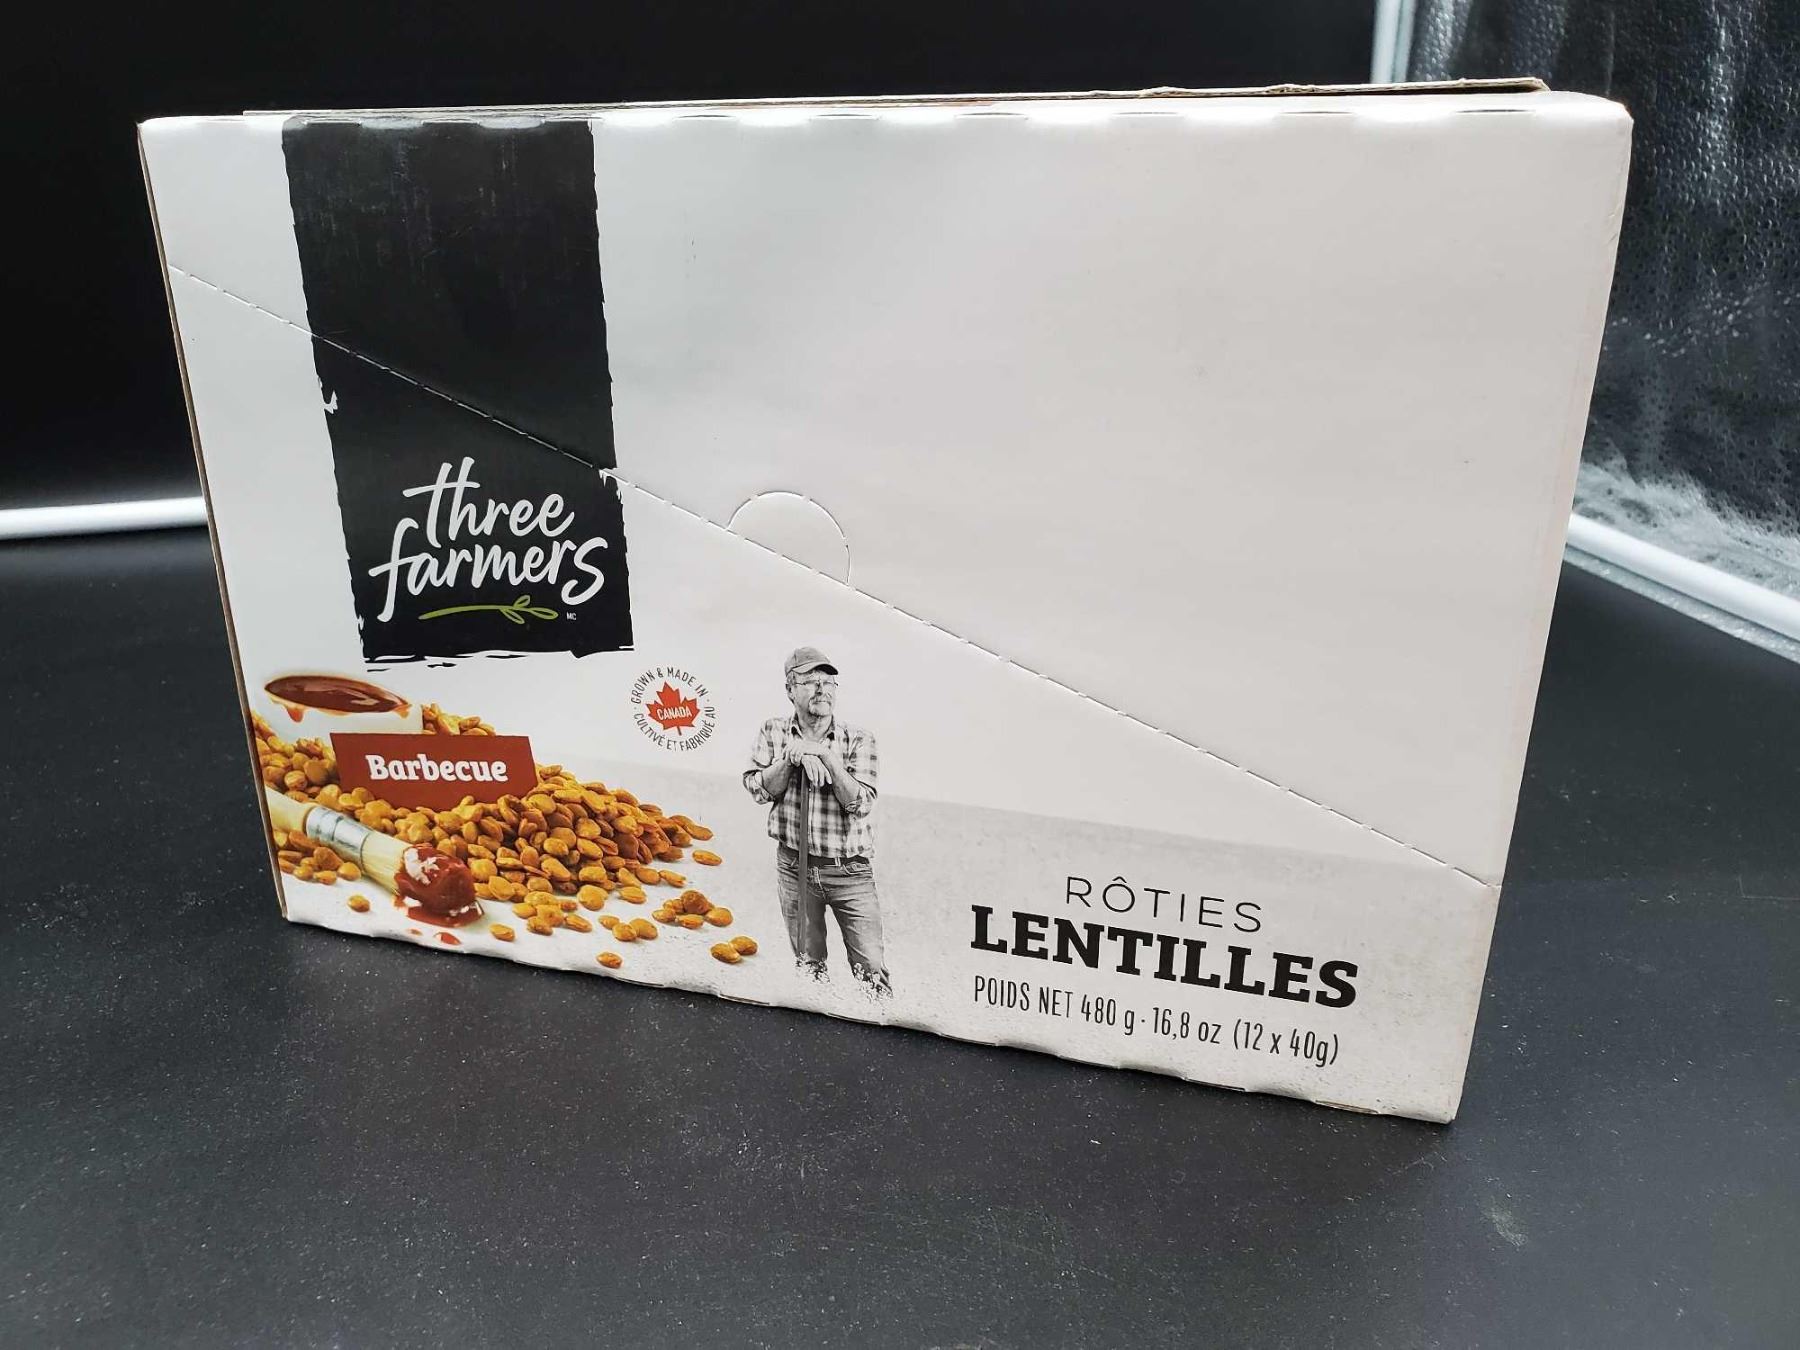 three
farmers
MC
GROWN & MADE IN
CANADA
CULTIVÉ ET FABRIQUÉ AU
Barbecue
RÔTIES
LENTILLES
POIDS NET 480 g · 16,8 oz (12 x 40g)